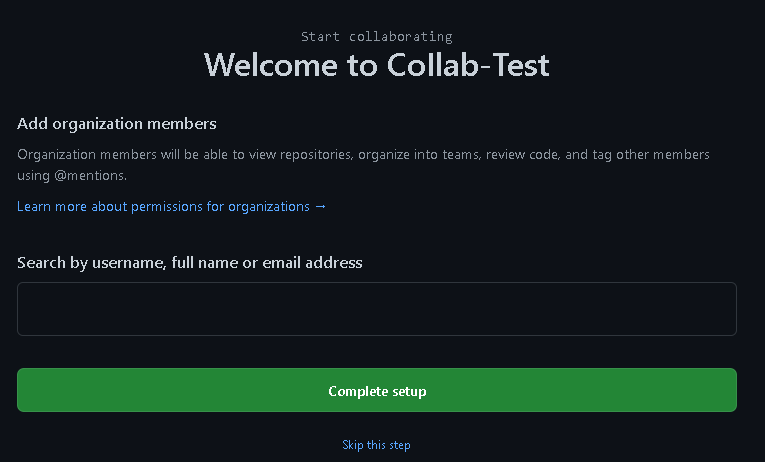 Start collaborating
Welcome to Collab-Test
Add organization members
Organization members will be able to view repositories, organize into teams, review code, and tag other members
using @mentions.
Learn more about permissions for organizations →
Search by username, full name or email address
Complete setup
Skip this step